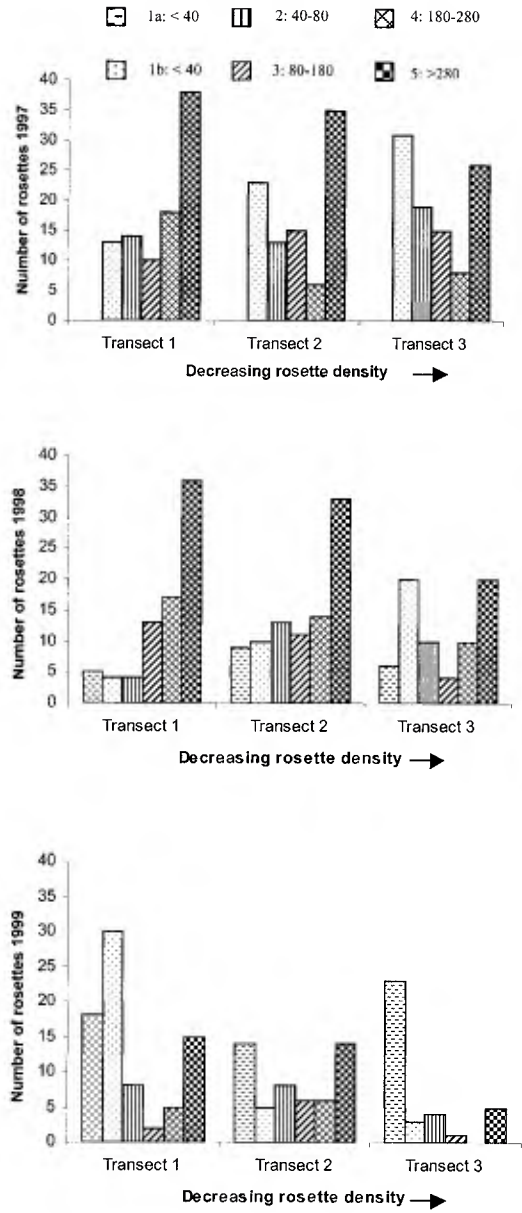 1a: < 40 2: 40-80 4: 180-280
1b: < 40 3: 80-180 5: >280
Nuimber of rosettes 1997
40
35
30
25
20
15
10
5
0
Transect 1 Transect 2 Transect 3
Decreasing rosette density
Number of rosettes 1998
40
35
30
25
20
15
10
5
0
Transect 1 Transect 2 Transect 3
Decreasing rosette density
Number of rosettes 1999
40
35
30
25
20
15
10
5
0
Transect 1 Transect 2 Transect 3
Decreasing rosette density